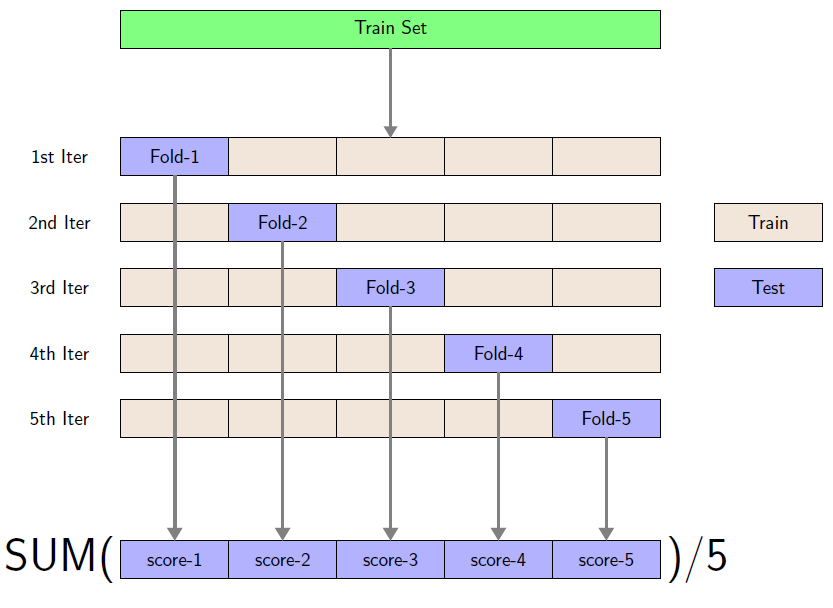 Train Set
1st Iter Fold-1
2nd Iter Fold-2 Train
3rd Iter Fold-3 Test
4th Iter Fold-4
5th Iter Fold-5
SUM( score-1 score-2 score-3 score-4 score-5 )/5